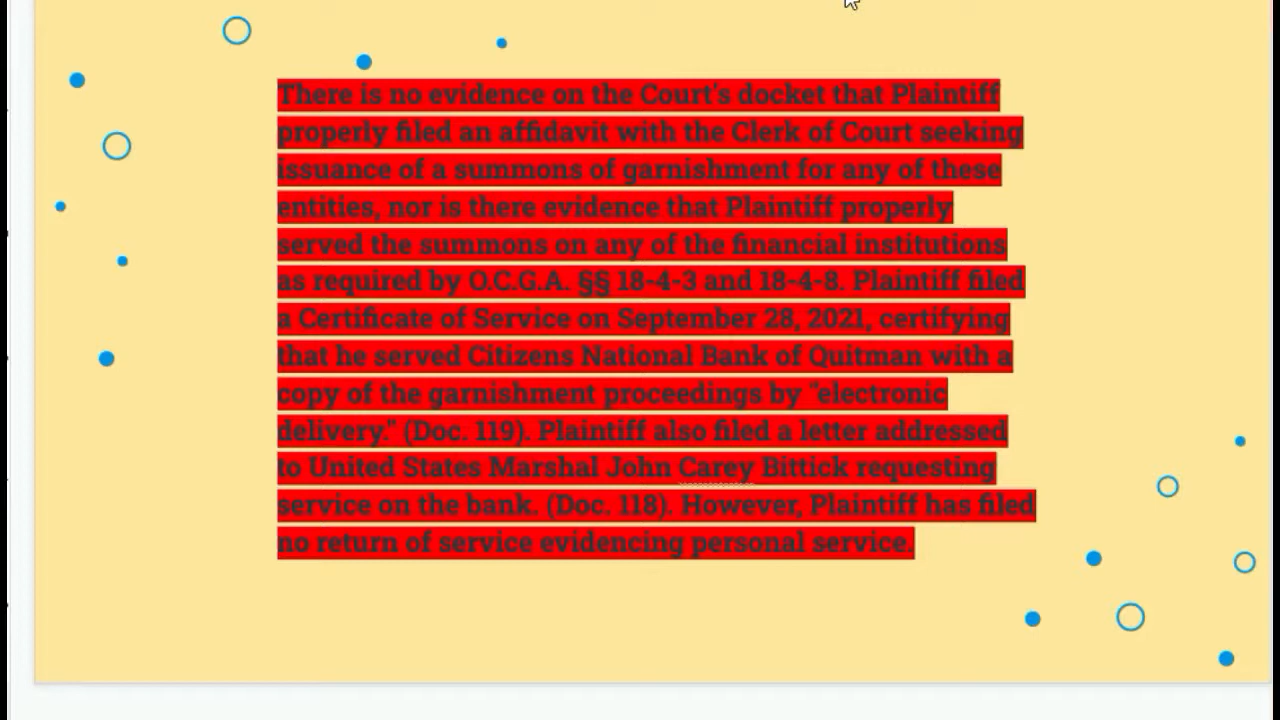 There is no evidence on the Court's docket that Plaintiff
properly filed an affidavit with the Clerk of Court seeking
issuance of a summons of garnishment for any of these
entities, nor is there evidence that Plaintiff properly
served the summons on any of the financial institutions
as required by O.C.G.A. §§ 18-4-3 and 18-4-8. Plaintiff filed
a Certificate of Service on September 28, 2021, certifying
that he served Citizens National Bank of Quitman with a
copy of the garnishment proceedings by "electronic
delivery." (Doc. 119). Plaintiff also filed a letter addressed
to United States Marshal John Carey Bittick requesting
service on the bank. (Doc. 118). However, Plaintiff has filed
no return of service evidencing personal service.